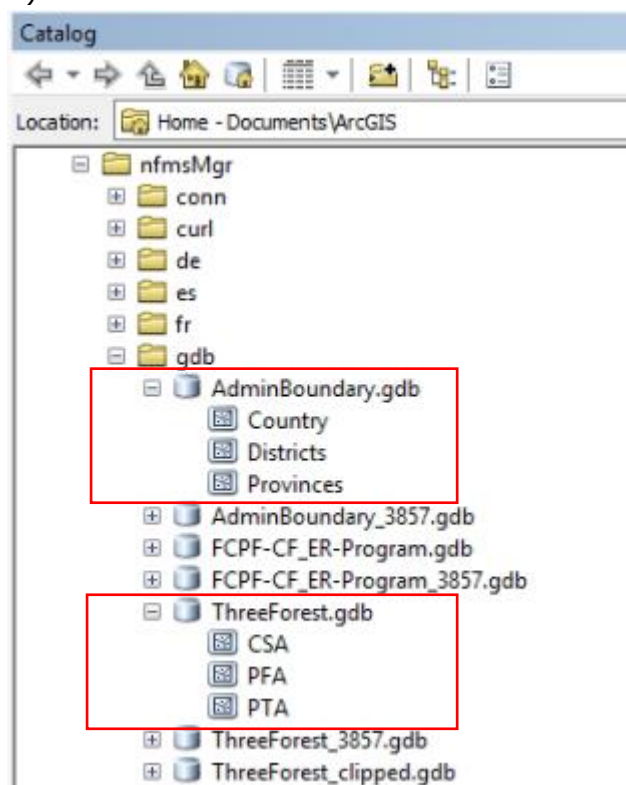 )
Catalog
Location: Home - Documents\ArcGIS
nfmsMgr
conn
curl
de
es
fr
gdb
AdminBoundary.gdb
Country
Districts
Provinces
AdminBoundary_3857.gdb
FCPF-CF_ER-Program.gdb
FCPF-CF_ER-Program_3857.gdb
ThreeForest.gdb
CSA
PFA
PTA
ThreeForest_3857.gdb
ThreeForest_clipped.gdb